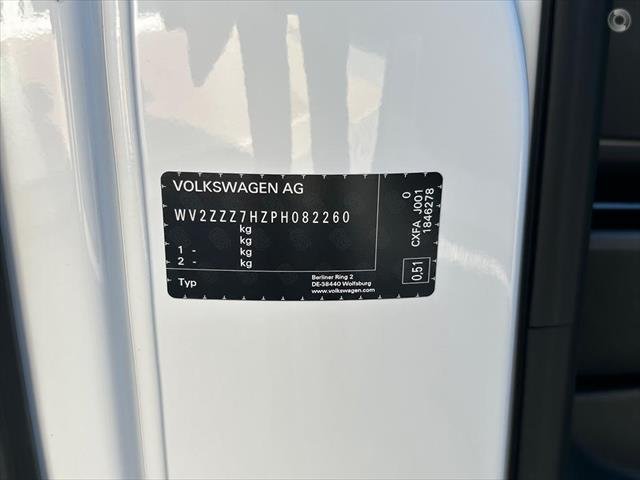 VOLKSWAGEN AG
WV2ZZZ7HZPH082260
kg
kg
1 - kg
2 - kg
Typ
Berliner Ring 2
DE-38440 Wolfsburg
www.volkswagen.com
0
CXFA J001
1846278
0,51